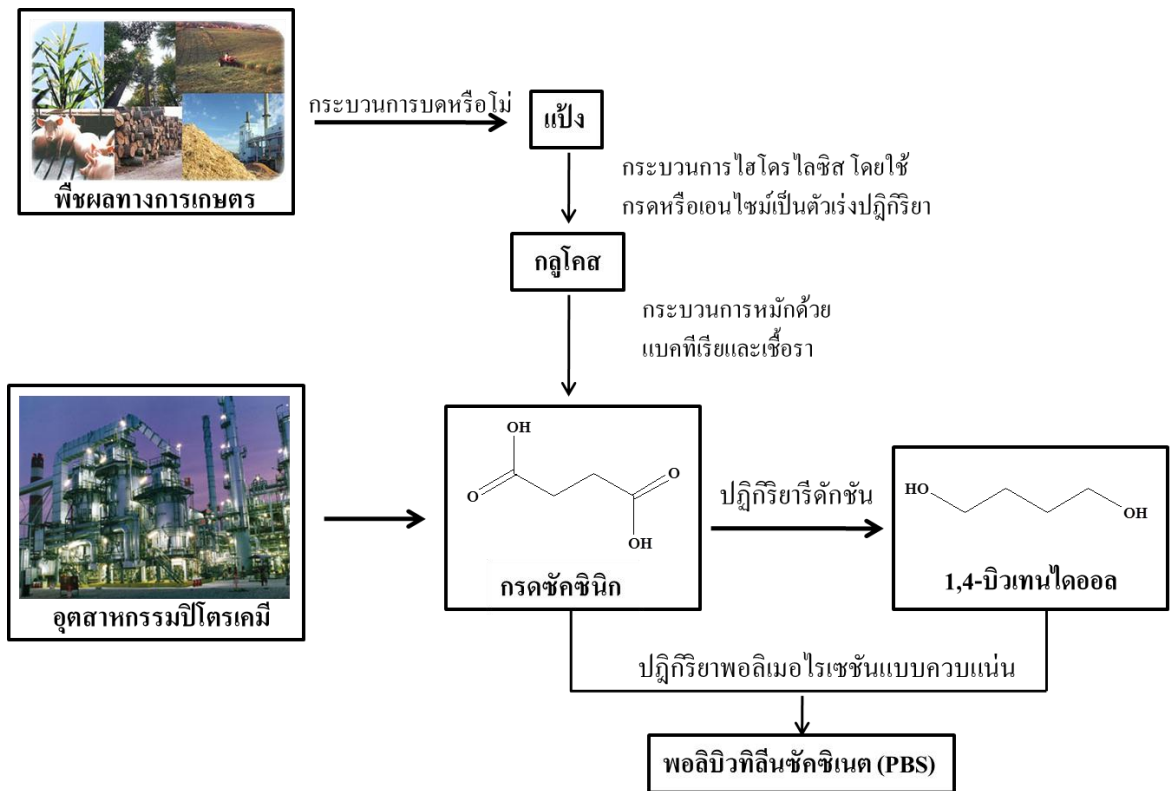 กระบวนการบดหรือโม่
แป้ง
พืชผลทางการเกษตร
กระบวนการไฮโดรไลซิส โดยใช้
กรดหรือเอนไซม์เป็นตัวเร่งปฎิกิริยา
กลูโคส
กระบวนการหมักด้วย
แบคทีเรียและเชื้อรา
OH
O
O
OH
กรดซัคซินิก
อุตสาหกรรมปิโตรเคมี
ปฎิกิริยารีดักชัน
HO
OH
1,4-บิวเทนไดออล
ปฎิกิริยาพอลิเมอไรเซชันแบบควบแน่น
พอลิบิวทิลีนซัคซิเนต (PBS)